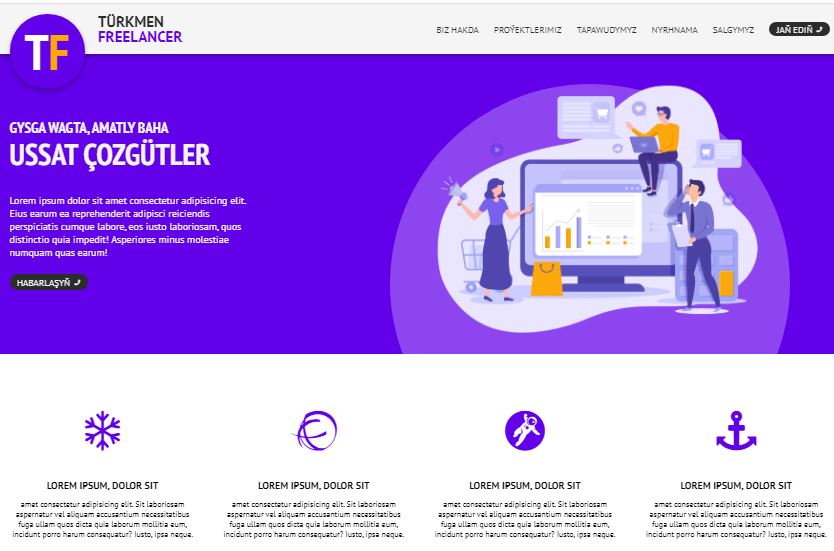 TF
TÜRKMEN
FREELANCER
BIZ HAKDA
PROÝEKTLERIMIZ
TAPAWUDYMYZ
NYRHNAMA
SALGYMYZ
JAŇ EDIŇ
GYSGA WAGTA, AMATLY BAHA
USSAT ÇOZGÜTLER
Lorem ipsum dolor sit amet consectetur adipisicing elit.
Eius earum ea reprehenderit adipisci reiciendis
perspiciatis cumque labore, eos iusto laboriosam, quos
distinctio quia impedit! Asperiores minus molestiae
numquam quas earum!
HABARLAŞYŇ
LOREM IPSUM, DOLOR SIT
amet consectetur adipisicing elit. Sit laboriosam
aspernatur vel aliquam accusantium necessitatibus
fuga ullam quos dicta quia laborum mollitia eum,
incidunt porro harum consequatur? Iusto, ipsa neque.
LOREM IPSUM, DOLOR SIT
amet consectetur adipisicing elit. Sit laboriosam
aspernatur vel aliquam accusantium necessitatibus
fuga ullam quos dicta quia laborum mollitia eum,
incidunt porro harum consequatur? Iusto, ipsa neque.
LOREM IPSUM, DOLOR SIT
amet consectetur adipisicing elit. Sit laboriosam
aspernatur vel aliquam accusantium necessitatibus
fuga ullam quos dicta quia laborum mollitia eum,
incidunt porro harum consequatur? Iusto, ipsa neque.
LOREM IPSUM, DOLOR SIT
amet consectetur adipisicing elit. Sit laboriosam
aspernatur vel aliquam accusantium necessitatibus
fuga ullam quos dicta quia laborum mollitia eum,
incidunt porro harum consequatur? Iusto, ipsa neque.